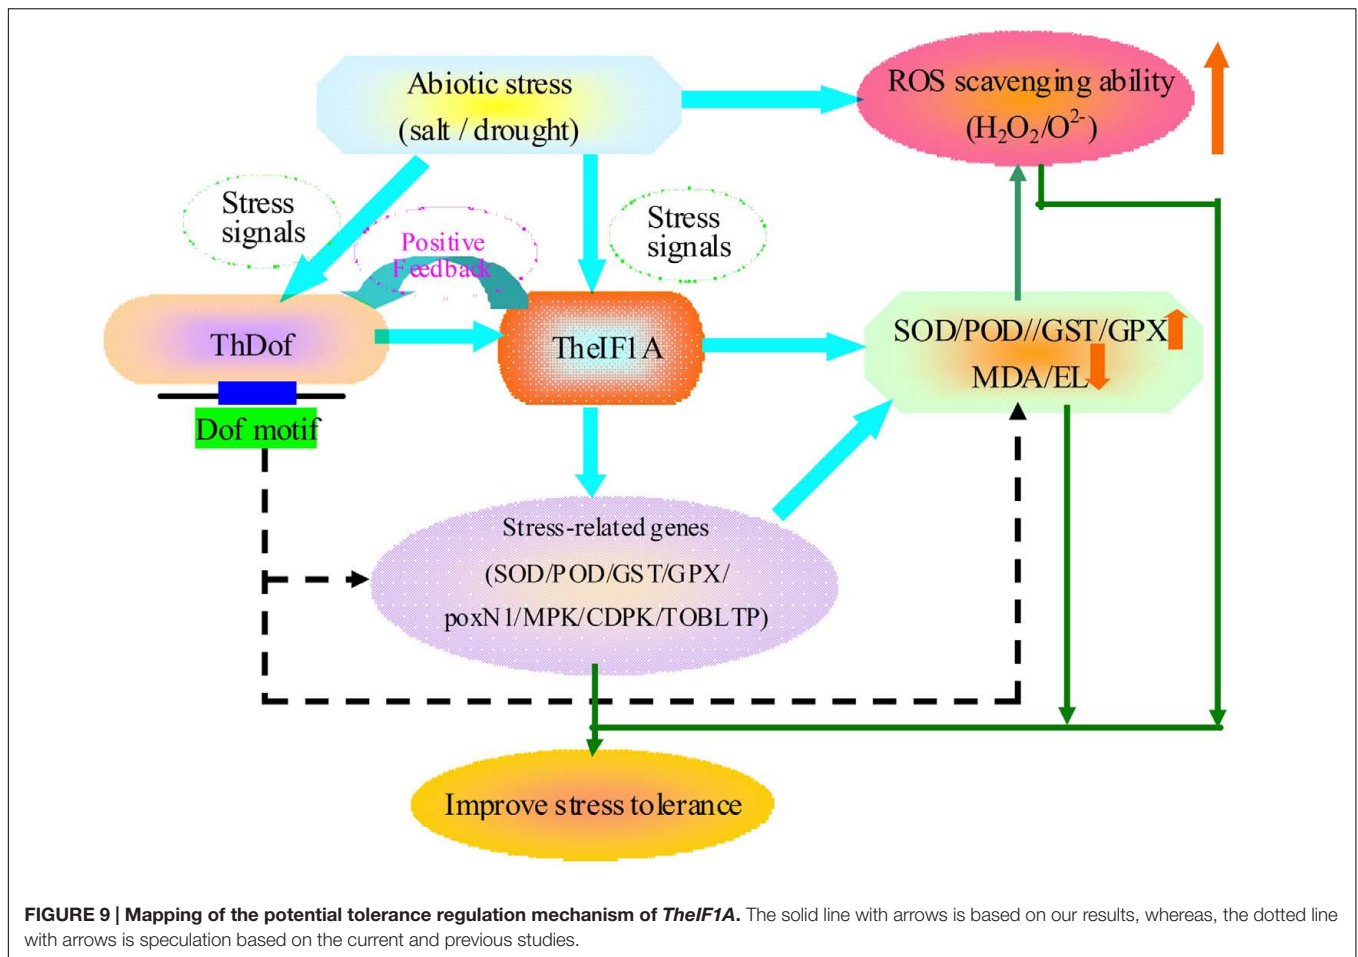 Abiotic stress
(salt / drought)
ROS scavenging ability
(H₂O₂/O²⁻)
Stress
signals
Positive
Feedback
Stress
signals
ThDof
TheIF1A
SOD/POD//GST/GPX
MDA/EL
Dof motif
Stress-related genes
(SOD/POD/GST/GPX/
poxN1/MPK/CDPK/TOBLTP)
Improve stress tolerance
FIGURE 9 | Mapping of the potential tolerance regulation mechanism of TheIF1A. The solid line with arrows is based on our results, whereas, the dotted line
with arrows is speculation based on the current and previous studies.